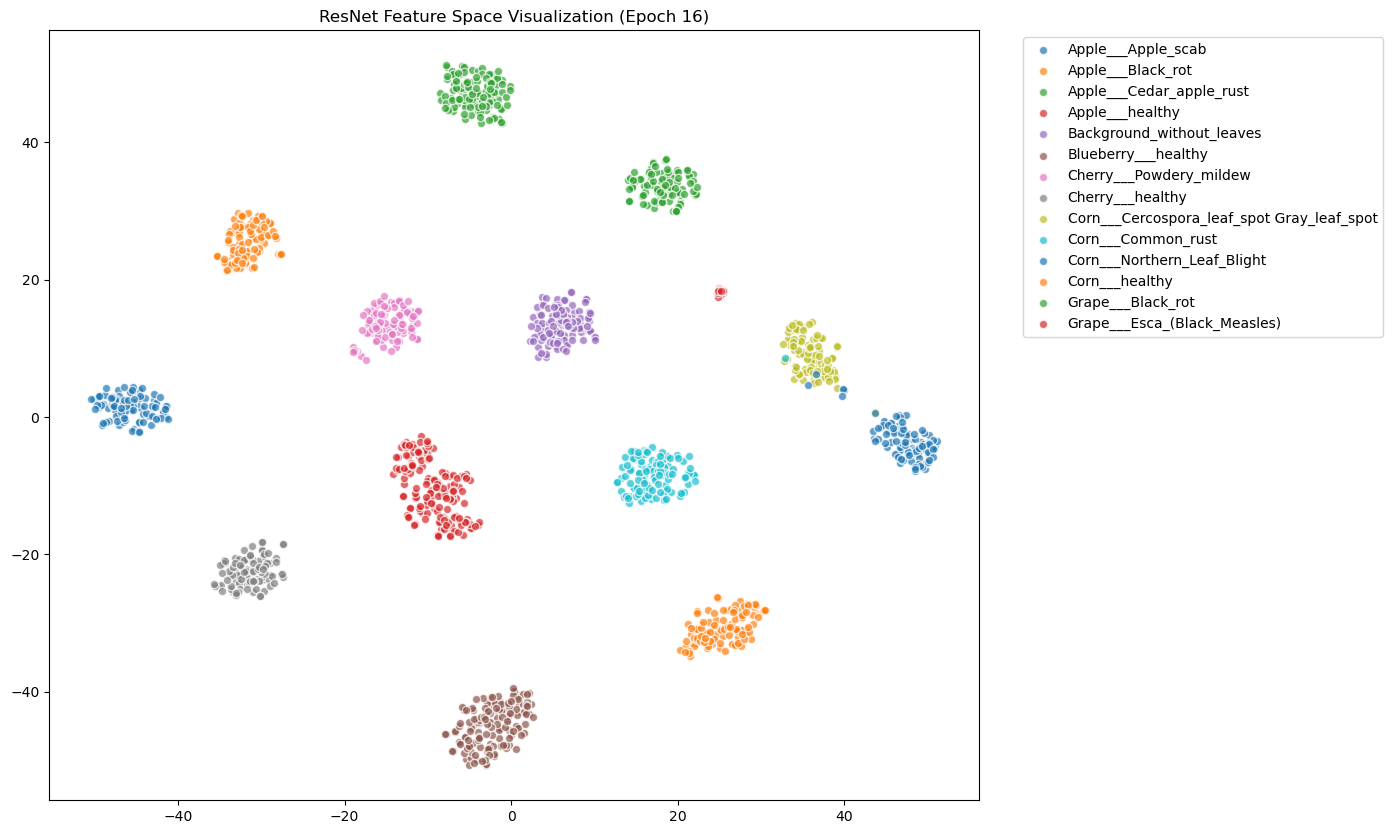 ResNet Feature Space Visualization (Epoch 16)
40
20
0
−20
−40
−40
−20
0
20
40
Apple___Apple_scab
Apple___Black_rot
Apple___Cedar_apple_rust
Apple___healthy
Background_without_leaves
Blueberry___healthy
Cherry___Powdery_mildew
Cherry___healthy
Corn___Cercospora_leaf_spot Gray_leaf_spot
Corn___Common_rust
Corn___Northern_Leaf_Blight
Corn___healthy
Grape___Black_rot
Grape___Esca_(Black_Measles)